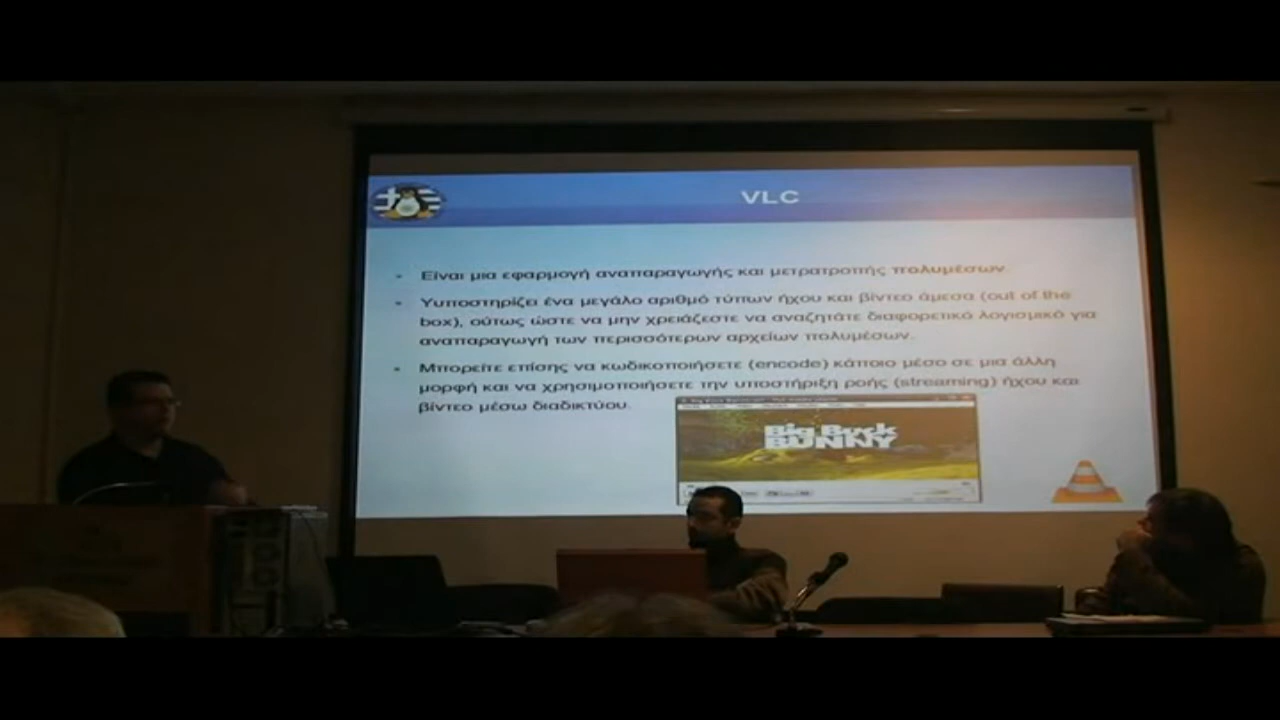 VLC
- Είναι μια εφαρμογή αναπαραγωγής και μετρατροπής πολυμέσων.
- Υυποστηρίζει ένα μεγάλο αριθμό τύπων ήχου και βίντεο άμεσα (out of the
box), ούτως ώστε να μην χρειάζεστε να αναζητάτε διαφορετικό λογισμικό για
αναπαραγωγή των περισσότερων αρχείων πολυμέσων.
- Μπορείτε επίσης να κωδικοποιήσετε (encode) κάποιο μέσο σε μια άλλη
μορφή και να χρησιμοποιήσετε την υποστήριξη ροής (streaming) ήχου και
βίντεο μέσω διαδικτύου.
Big Buck
BUNNY